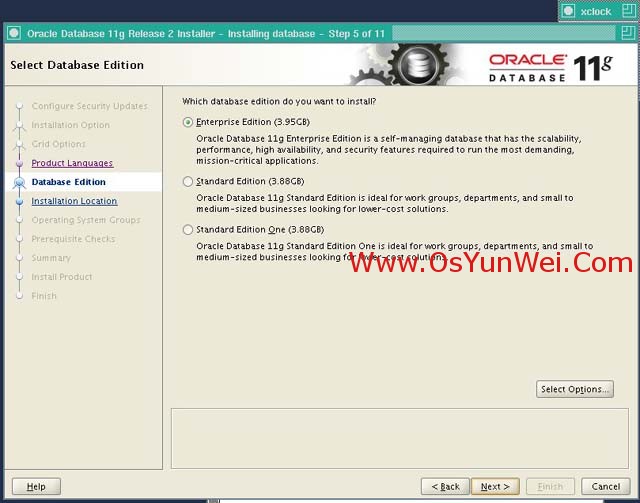 xclock
Oracle Database 11g Release 2 Installer - Installing database - Step 5 of 11
Select Database Edition
ORACLE 11g
DATABASE
Configure Security Updates
Installation Option
Grid Options
Product Languages
Database Edition
Installation Location
Operating System Groups
Prerequisite Checks
Summary
Install Product
Finish
Which database edition do you want to install?
Enterprise Edition (3.95GB)
Oracle Database 11g Enterprise Edition is a self-managing database that has the scalability,
performance, high availability, and security features required to run the most demanding,
mission-critical applications.
Standard Edition (3.88GB)
Oracle Database 11g Standard Edition is ideal for work groups, departments, and small to
medium-sized businesses looking for lower-cost solutions.
Standard Edition One (3.88GB)
Oracle Database 11g Standard Edition One is ideal for work groups, departments, and small to
medium-sized businesses looking for lower-cost solutions.
Www.OsYunWei.Com
Select Options...
Help
< Back
Next >
Finish
Cancel